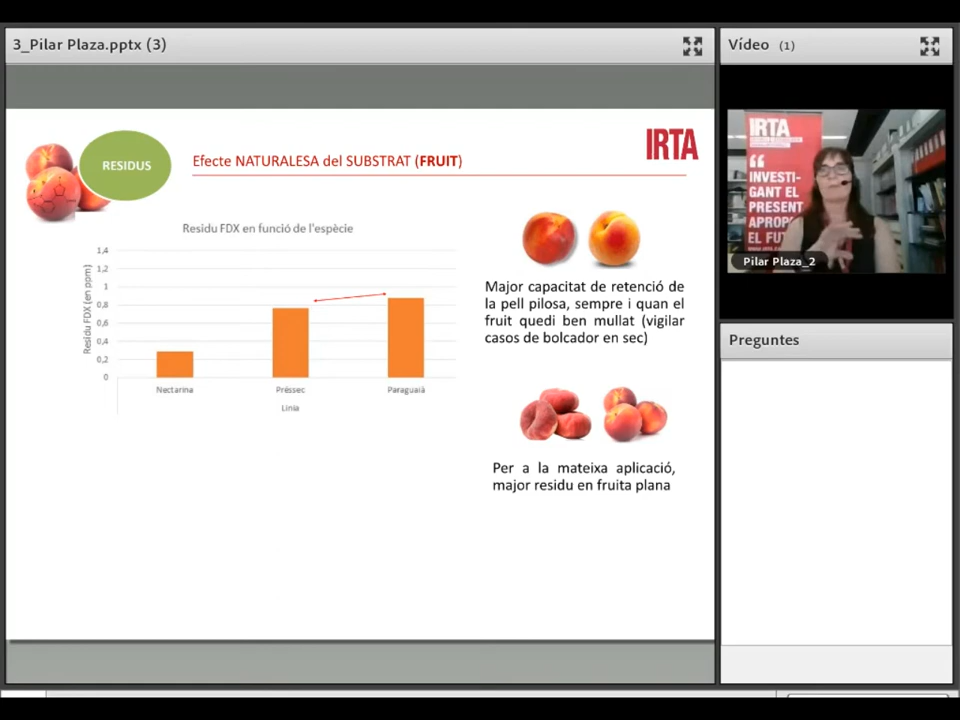 3_Pilar Plaza.pptx (3)
Vídeo (1)
RESIDUS
Efecte NATURALESA del SUBSTRAT (FRUIT)
IRTA
Residu FDX en funció de l'espècie
Residu FDX (en ppm)
1,4
1,2
1
0,8
0,6
0,4
0,2
0
Nectarina
Préssec
Paraguaià
Linia
Major capacitat de retenció de
la pell pilosa, sempre i quan el
fruit quedi ben mullat (vigilar
casos de bolcador en sec)
Per a la mateixa aplicació,
major residu en fruita plana
IRTA
INVESTI-
GANT EL
PRESENT
APROP
EL FU
Pilar Plaza_2
Preguntes